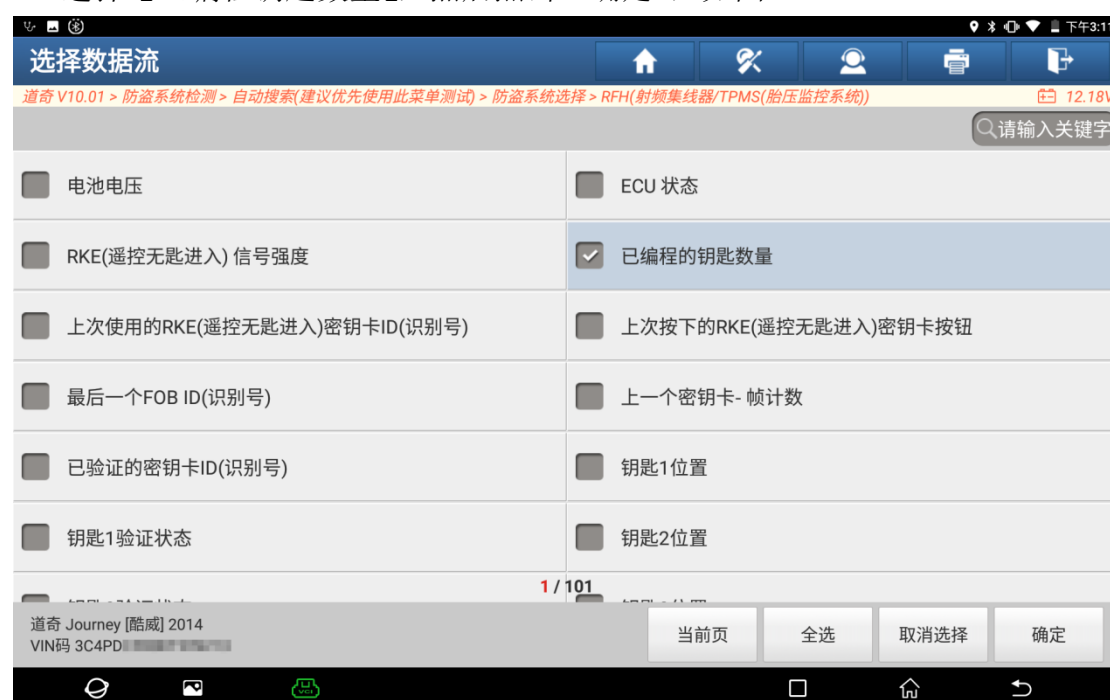 下午3:11
选择数据流
道奇 V10.01 > 防盗系统检测 > 自动搜索(建议优先使用此菜单测试) > 防盗系统选择 > RFH(射频集线器/TPMS(胎压监控系统)) 12.18V
请输入关键字
电池电压 ECU 状态
RKE(遥控无匙进入) 信号强度 已编程的钥匙数量
上次使用的RKE(遥控无匙进入)密钥卡ID(识别号) 上次按下的RKE(遥控无匙进入)密钥卡按钮
最后一个FOB ID(识别号) 上一个密钥卡- 帧计数
已验证的密钥卡ID(识别号) 钥匙1位置
钥匙1验证状态 钥匙2位置
1 / 101
道奇 Journey [酷威] 2014
VIN码 3C4PD
当前页 全选 取消选择 确定
VCI